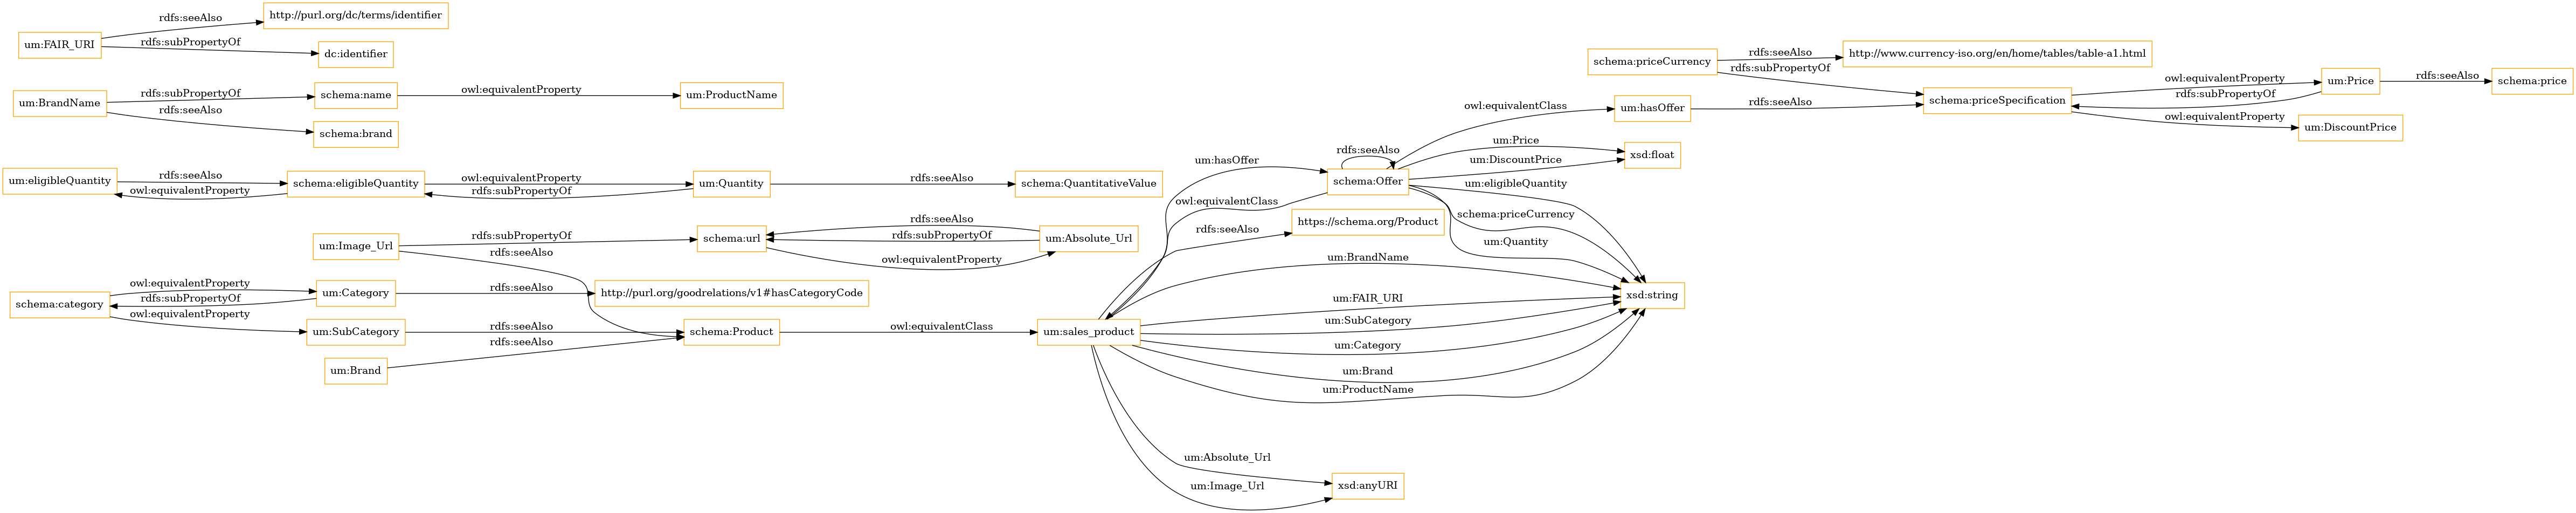 rdfs:seeAlso
http://purl.org/dc/terms/identifier
um:FAIR_URI
rdfs:subPropertyOf
dc:identifier
um:BrandName
rdfs:subPropertyOf
schema:name
owl:equivalentProperty
um:ProductName
rdfs:seeAlso
schema:brand
um:eligibleQuantity
rdfs:seeAlso
owl:equivalentProperty
schema:eligibleQuantity
owl:equivalentProperty
rdfs:subPropertyOf
um:Quantity
rdfs:seeAlso
schema:QuantitativeValue
um:Image_Url
rdfs:subPropertyOf
rdfs:seeAlso
schema:url
rdfs:seeAlso
rdfs:subPropertyOf
owl:equivalentProperty
um:Absolute_Url
schema:category
owl:equivalentProperty
rdfs:subPropertyOf
owl:equivalentProperty
um:Category
rdfs:seeAlso
http://purl.org/goodrelations/v1#hasCategoryCode
um:SubCategory
rdfs:seeAlso
schema:Product
owl:equivalentClass
um:sales_product
um:Brand
rdfs:seeAlso
um:hasOffer
owl:equivalentClass
rdfs:seeAlso
https://schema.org/Product
rdfs:seeAlso
schema:Offer
owl:equivalentClass
um:hasOffer
rdfs:seeAlso
um:Price
um:DiscountPrice
xsd:float
um:eligibleQuantity
schema:priceCurrency
um:Quantity
um:BrandName
um:FAIR_URI
um:SubCategory
um:Category
um:Brand
um:ProductName
xsd:string
um:Absolute_Url
um:Image_Url
xsd:anyURI
schema:priceCurrency
rdfs:seeAlso
http://www.currency-iso.org/en/home/tables/table-a1.html
rdfs:subPropertyOf
schema:priceSpecification
owl:equivalentProperty
rdfs:subPropertyOf
owl:equivalentProperty
um:Price
rdfs:seeAlso
schema:price
um:DiscountPrice